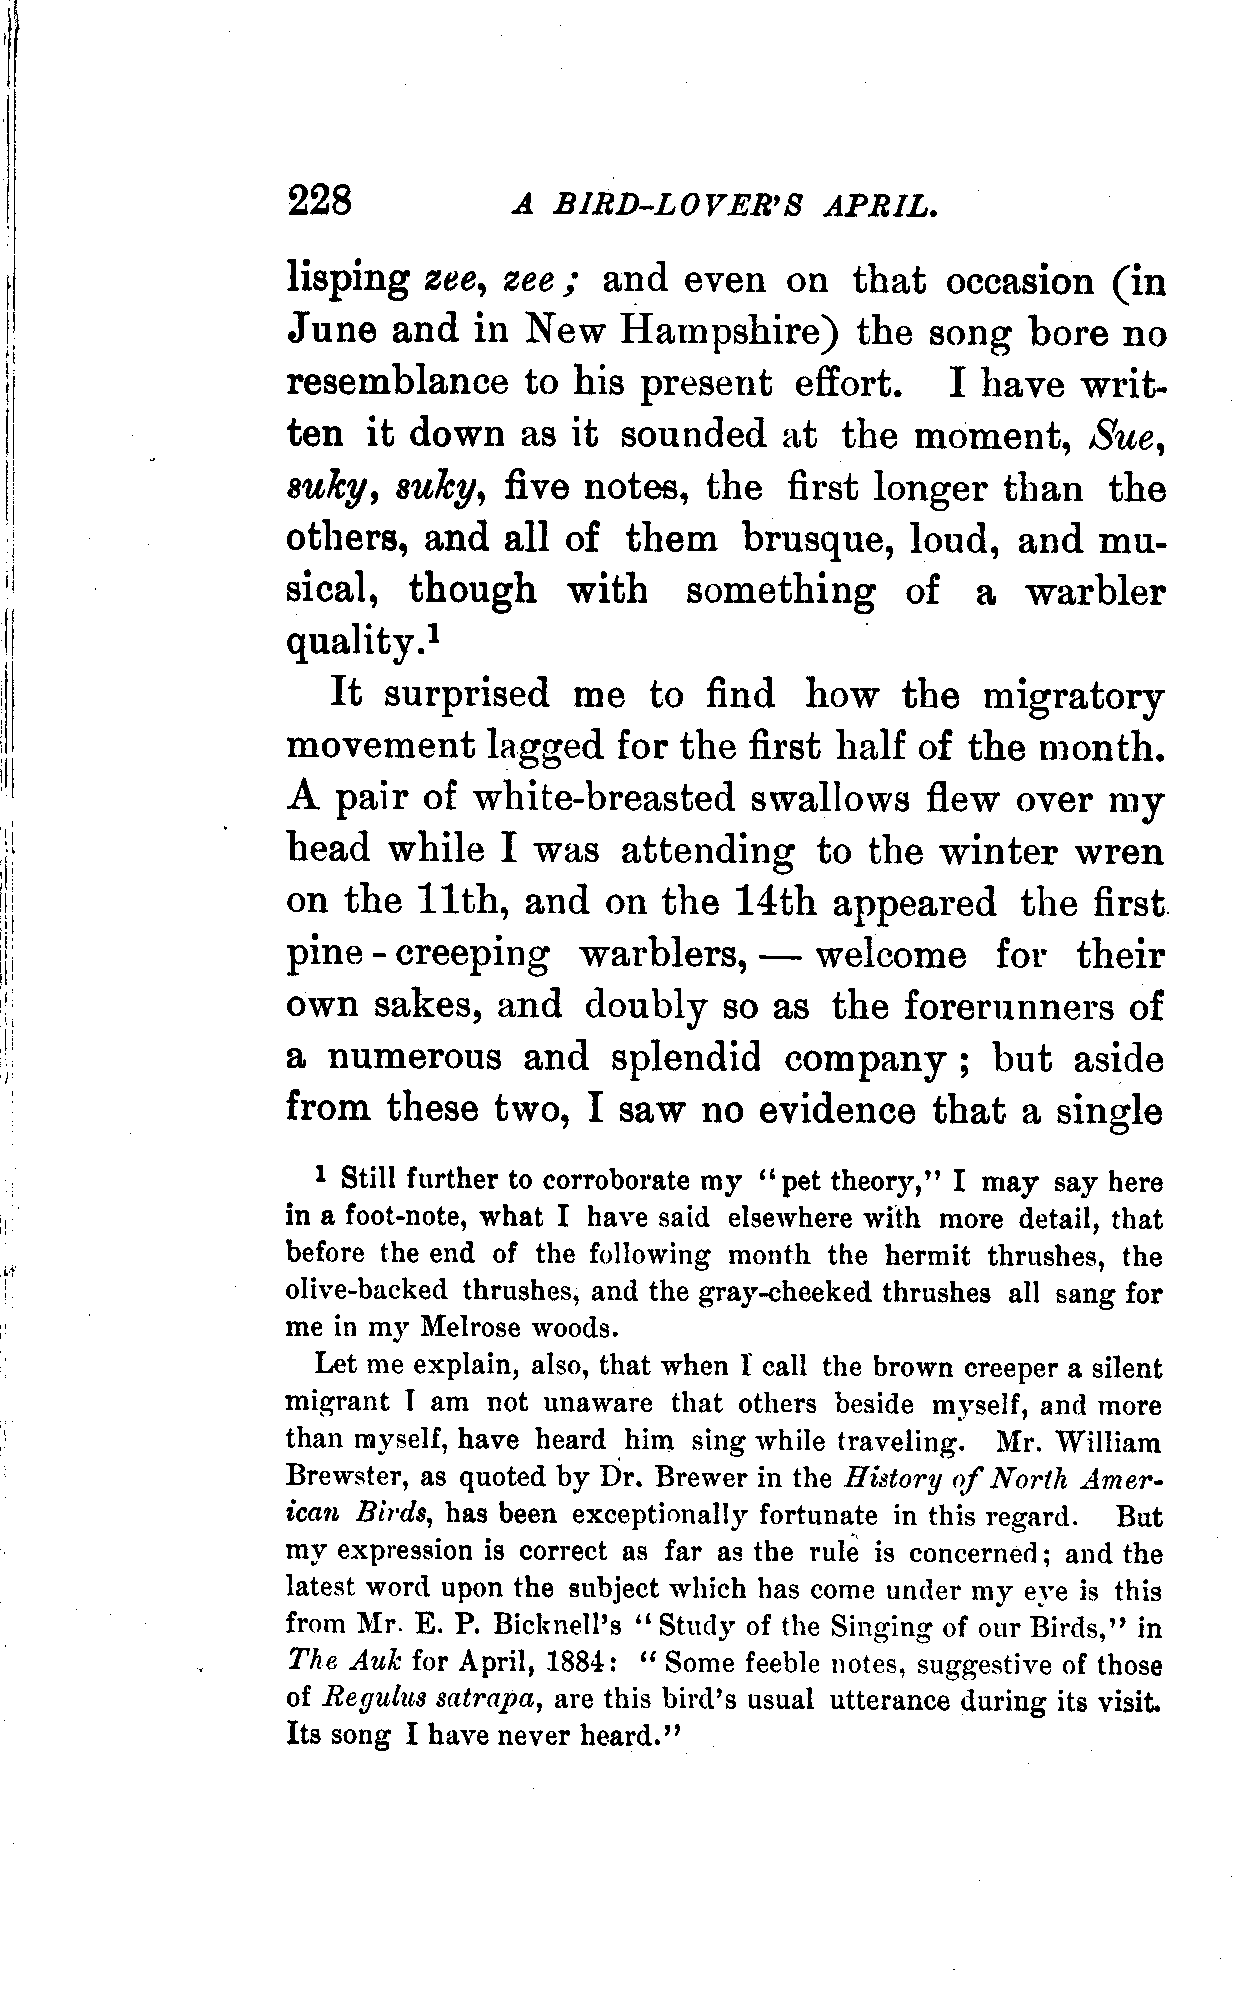 228 A BIRD-LOVER'S APRIL.
lisping zee, zee; and even on that occasion (in
June and in New Hampshire) the song bore no
resemblance to his present effort. I have writ-
ten it down as it sounded at the moment, Sue,
suky, suky, five notes, the first longer than the
others, and all of them brusque, loud, and mu-
sical, though with something of a warbler
quality.¹
It surprised me to find how the migratory
movement lagged for the first half of the month.
A pair of white-breasted swallows flew over my
head while I was attending to the winter wren
on the 11th, and on the 14th appeared the first
pine-creeping warblers, — welcome for their
own sakes, and doubly so as the forerunners of
a numerous and splendid company; but aside
from these two, I saw no evidence that a single
¹ Still further to corroborate my "pet theory," I may say here
in a foot-note, what I have said elsewhere with more detail, that
before the end of the following month the hermit thrushes, the
olive-backed thrushes, and the gray-cheeked thrushes all sang for
me in my Melrose woods.
Let me explain, also, that when I call the brown creeper a silent
migrant I am not unaware that others beside myself, and more
than myself, have heard him sing while traveling. Mr. William
Brewster, as quoted by Dr. Brewer in the History of North Amer-
ican Birds, has been exceptionally fortunate in this regard. But
my expression is correct as far as the rule is concerned; and the
latest word upon the subject which has come under my eye is this
from Mr. E. P. Bicknell's "Study of the Singing of our Birds," in
The Auk for April, 1884: "Some feeble notes, suggestive of those
of Regulus satrapa, are this bird's usual utterance during its visit.
Its song I have never heard."